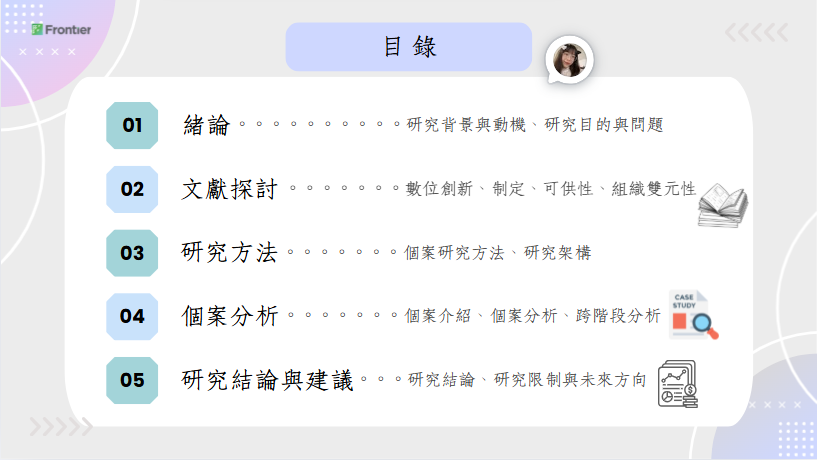 Frontier
目錄
01 緒論。。。。。。。。。。研究背景與動機、研究目的與問題
02 文獻探討。。。。。。。數位創新、制定、可供性、組織雙元性
03 研究方法。。。。。。。個案研究方法、研究架構
04 個案分析。。。。。。。個案介紹、個案分析、跨階段分析
CASE
STUDY
05 研究結論與建議。。。研究結論、研究限制與未來方向